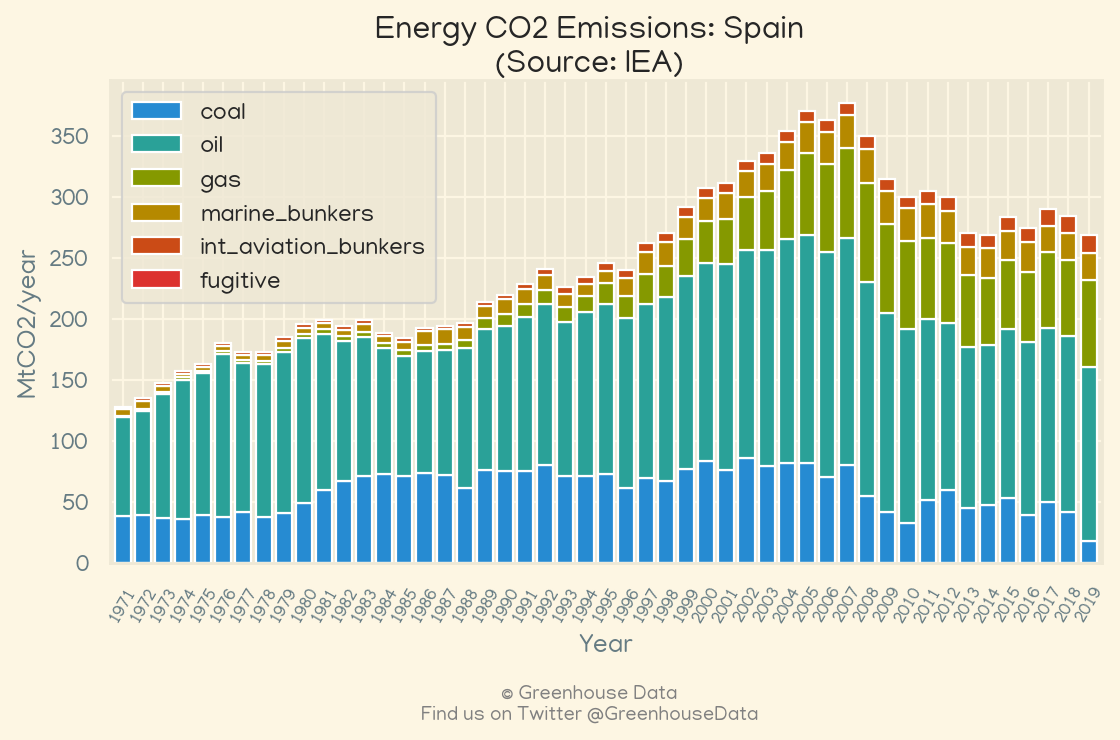 Energy CO2 Emissions: Spain
(Source: IEA)
coal
oil
gas
marine_bunkers
int_aviation_bunkers
fugitive
MtCO2/year
350
300
250
200
150
100
50
0
1971 1972 1973 1974 1975 1976 1977 1978 1979 1980 1981 1982 1983 1984 1985 1986 1987 1988 1989 1990 1991 1992 1993 1994 1995 1996 1997 1998 1999 2000 2001 2002 2003 2004 2005 2006 2007 2008 2009 2010 2011 2012 2013 2014 2015 2016 2017 2018 2019
Year
© Greenhouse Data
Find us on Twitter @GreenhouseData